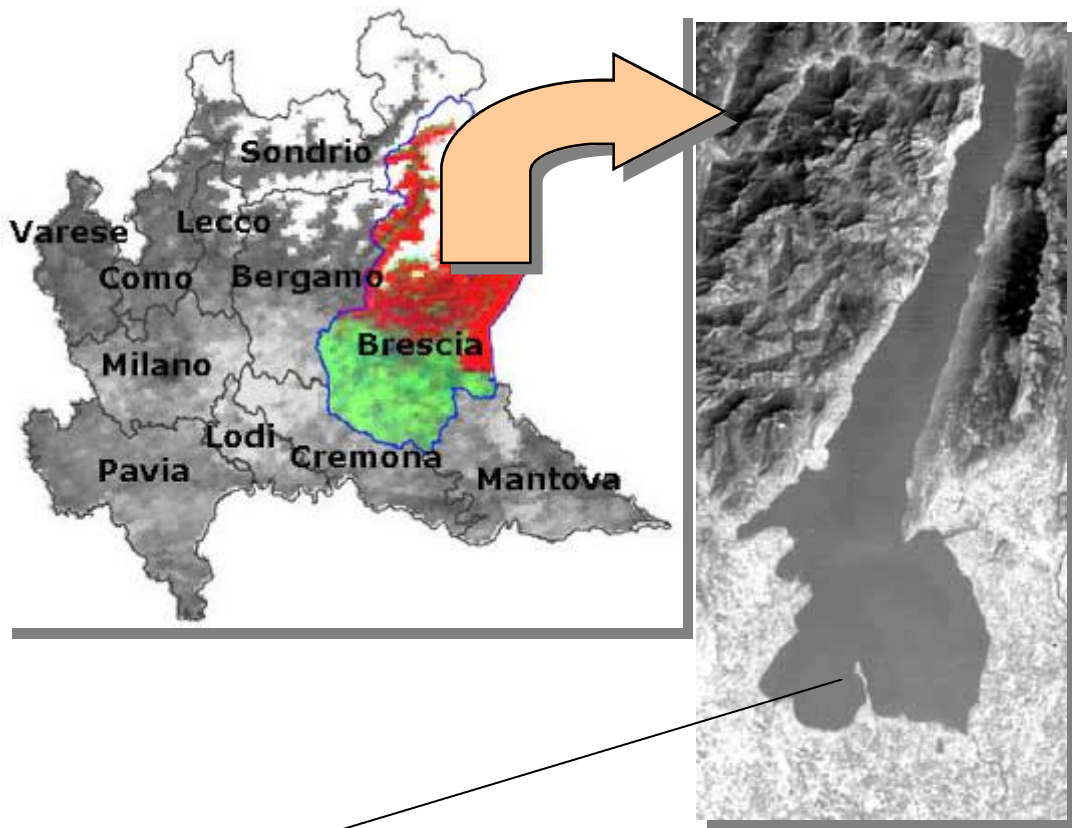 Sondrio
Varese
Lecco
Como
Bergamo
Milano
Brescia
Lodi
Pavia
Cremona
Mantova